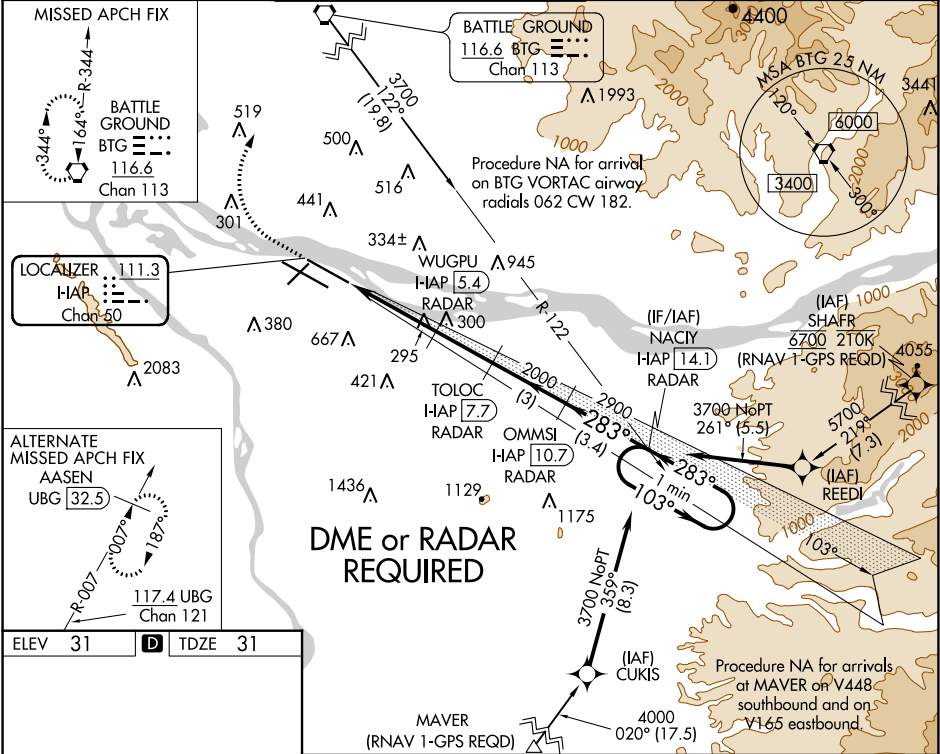 MISSED APCH FIX
R-344
344°
164°
BATTLE
GROUND
BTG
116.6
Chan 113
BATTLE GROUND
116.6 BTG
Chan 113
4400
MSA BTG 25 NM
120°
6000
3400
300°
3441
2000
3000
1993
1000
2000
3700
122°
(19.8)
519
500
516
441
301
334±
Procedure NA for arrival
on BTG VORTAC airway
radials 062 CW 182.
LOCALIZER 111.3
I-IAP
Chan 50
WUGPU
I-IAP 5.4
RADAR
945
R-122
380
667
300
295
421
2083
(IF/IAF)
NACIY
I-IAP 14.1
RADAR
(IAF)
SHAFR
6700 210K
(RNAV 1-GPS REQD)
1000
4055
2000
TOLOC
I-IAP 7.7
RADAR
2000
(3)
2900
(3.4)
283°
OMMSI
I-IAP 10.7
RADAR
3700 NoPT
261° (5.5)
5700
219°
(7.3)
(IAF)
REEDI
283°
1 min
103°
1000
103°
ALTERNATE
MISSED APCH FIX
AASEN
UBG 32.5
007°
187°
R-007
117.4 UBG
Chan 121
1436
1129
1175
DME or RADAR
REQUIRED
3700 NoPT
359°
(8.3)
(IAF)
CUKIS
MAVER
(RNAV 1-GPS REQD)
4000
020° (17.5)
Procedure NA for arrivals
at MAVER on V448
southbound and on
V165 eastbound.
ELEV 31 D TDZE 31